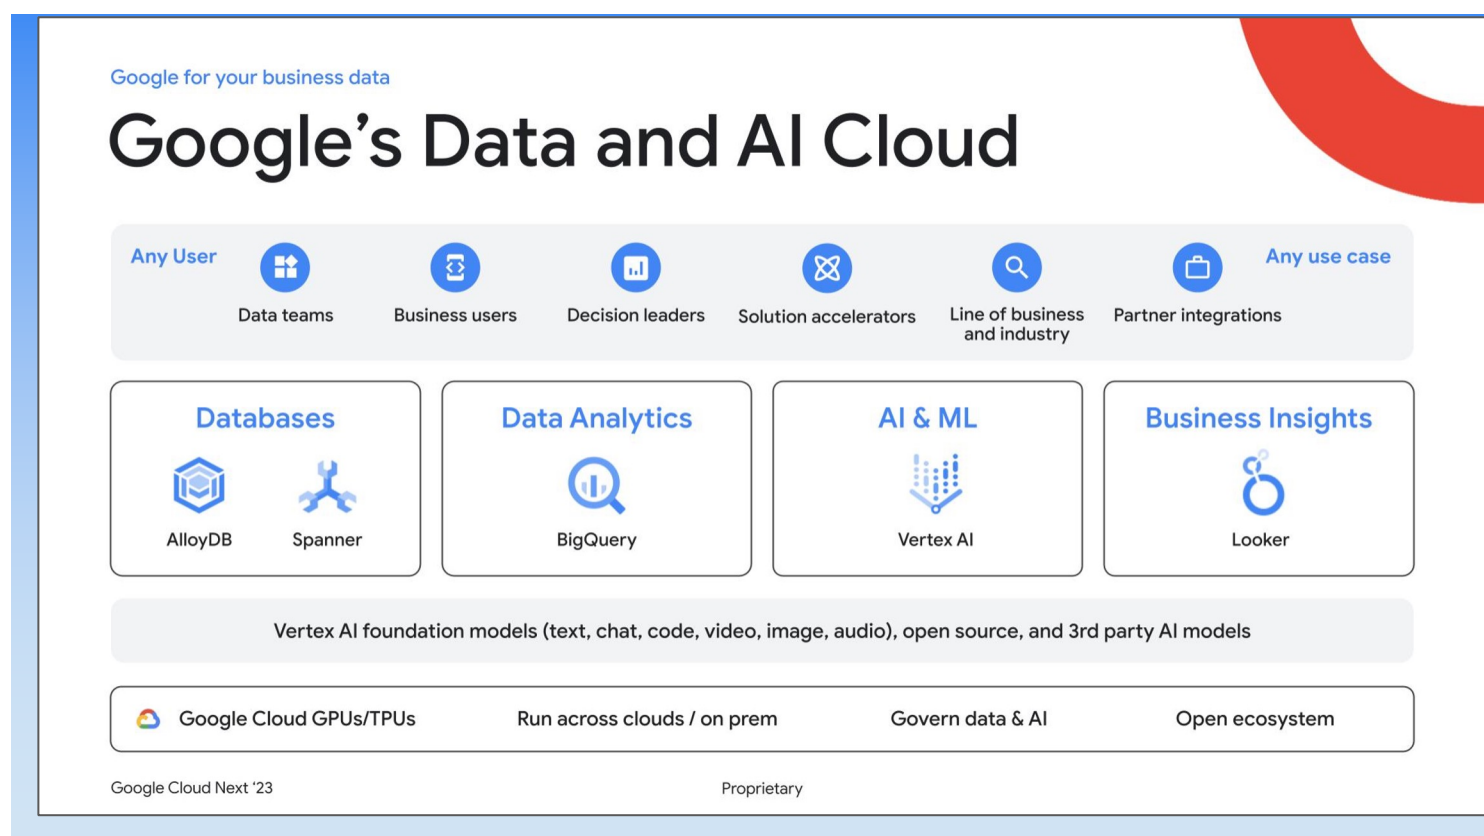 Google for your business data
Google’s Data and AI Cloud
Any User
Any use case
Data teams
Business users
Decision leaders
Solution accelerators
Line of business
and industry
Partner integrations
Databases
AlloyDB
Spanner
Data Analytics
BigQuery
AI & ML
Vertex AI
Business Insights
Looker
Vertex AI foundation models (text, chat, code, video, image, audio), open source, and 3rd party AI models
Google Cloud GPUs/TPUs
Run across clouds / on prem
Govern data & AI
Open ecosystem
Google Cloud Next ‘23
Proprietary